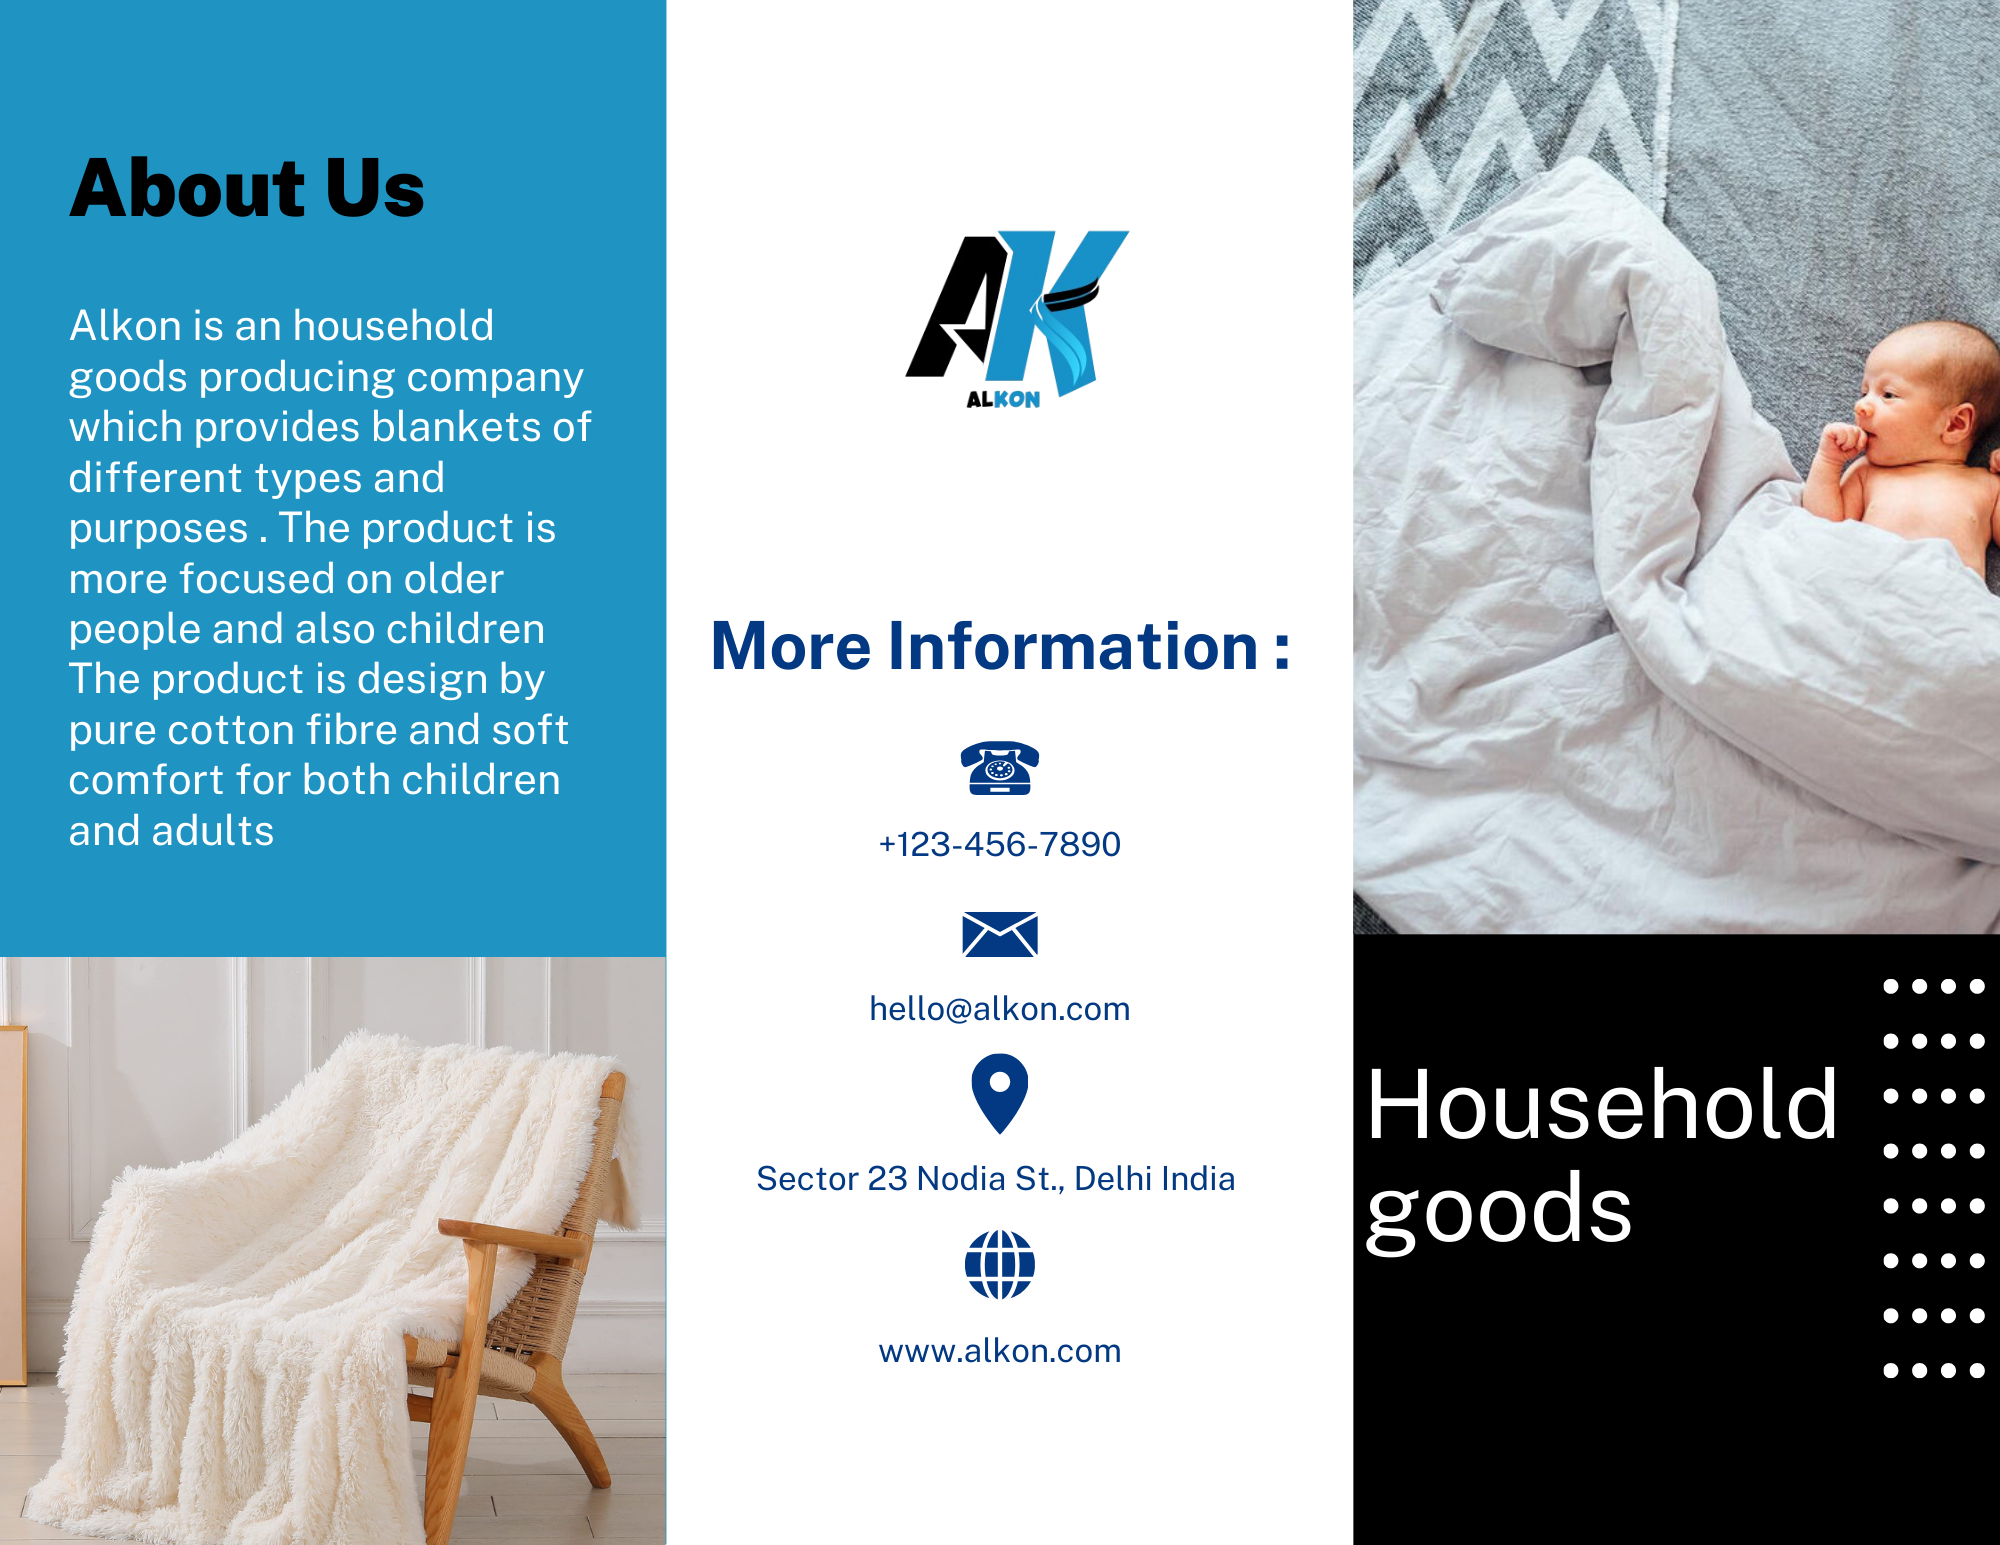 About Us
Alkon is an household
goods producing company
which provides blankets of
different types and
purposes . The product is
more focused on older
people and also children
The product is design by
pure cotton fibre and soft
comfort for both children
and adults
AK
ALKON
More Information :
+123-456-7890
hello@alkon.com
Sector 23 Nodia St., Delhi India
www.alkon.com
Household
goods